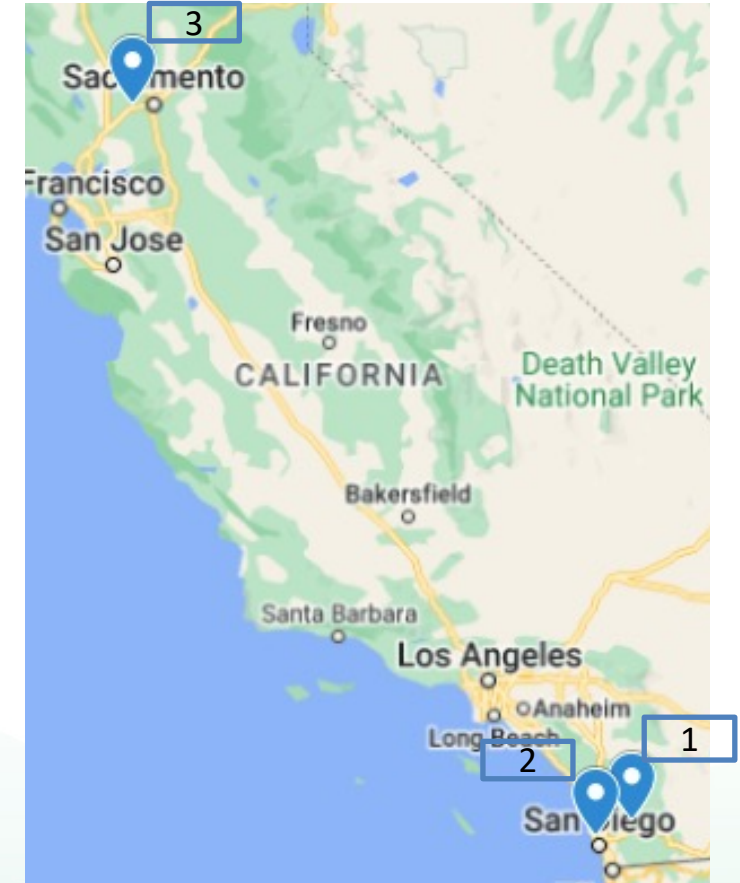 3
Sacramento
Francisco
San Jose
Fresno
CALIFORNIA
Death Valley
National Park
Bakersfield
Santa Barbara
Los Angeles
Anaheim
Long Beach
1
2
San Diego